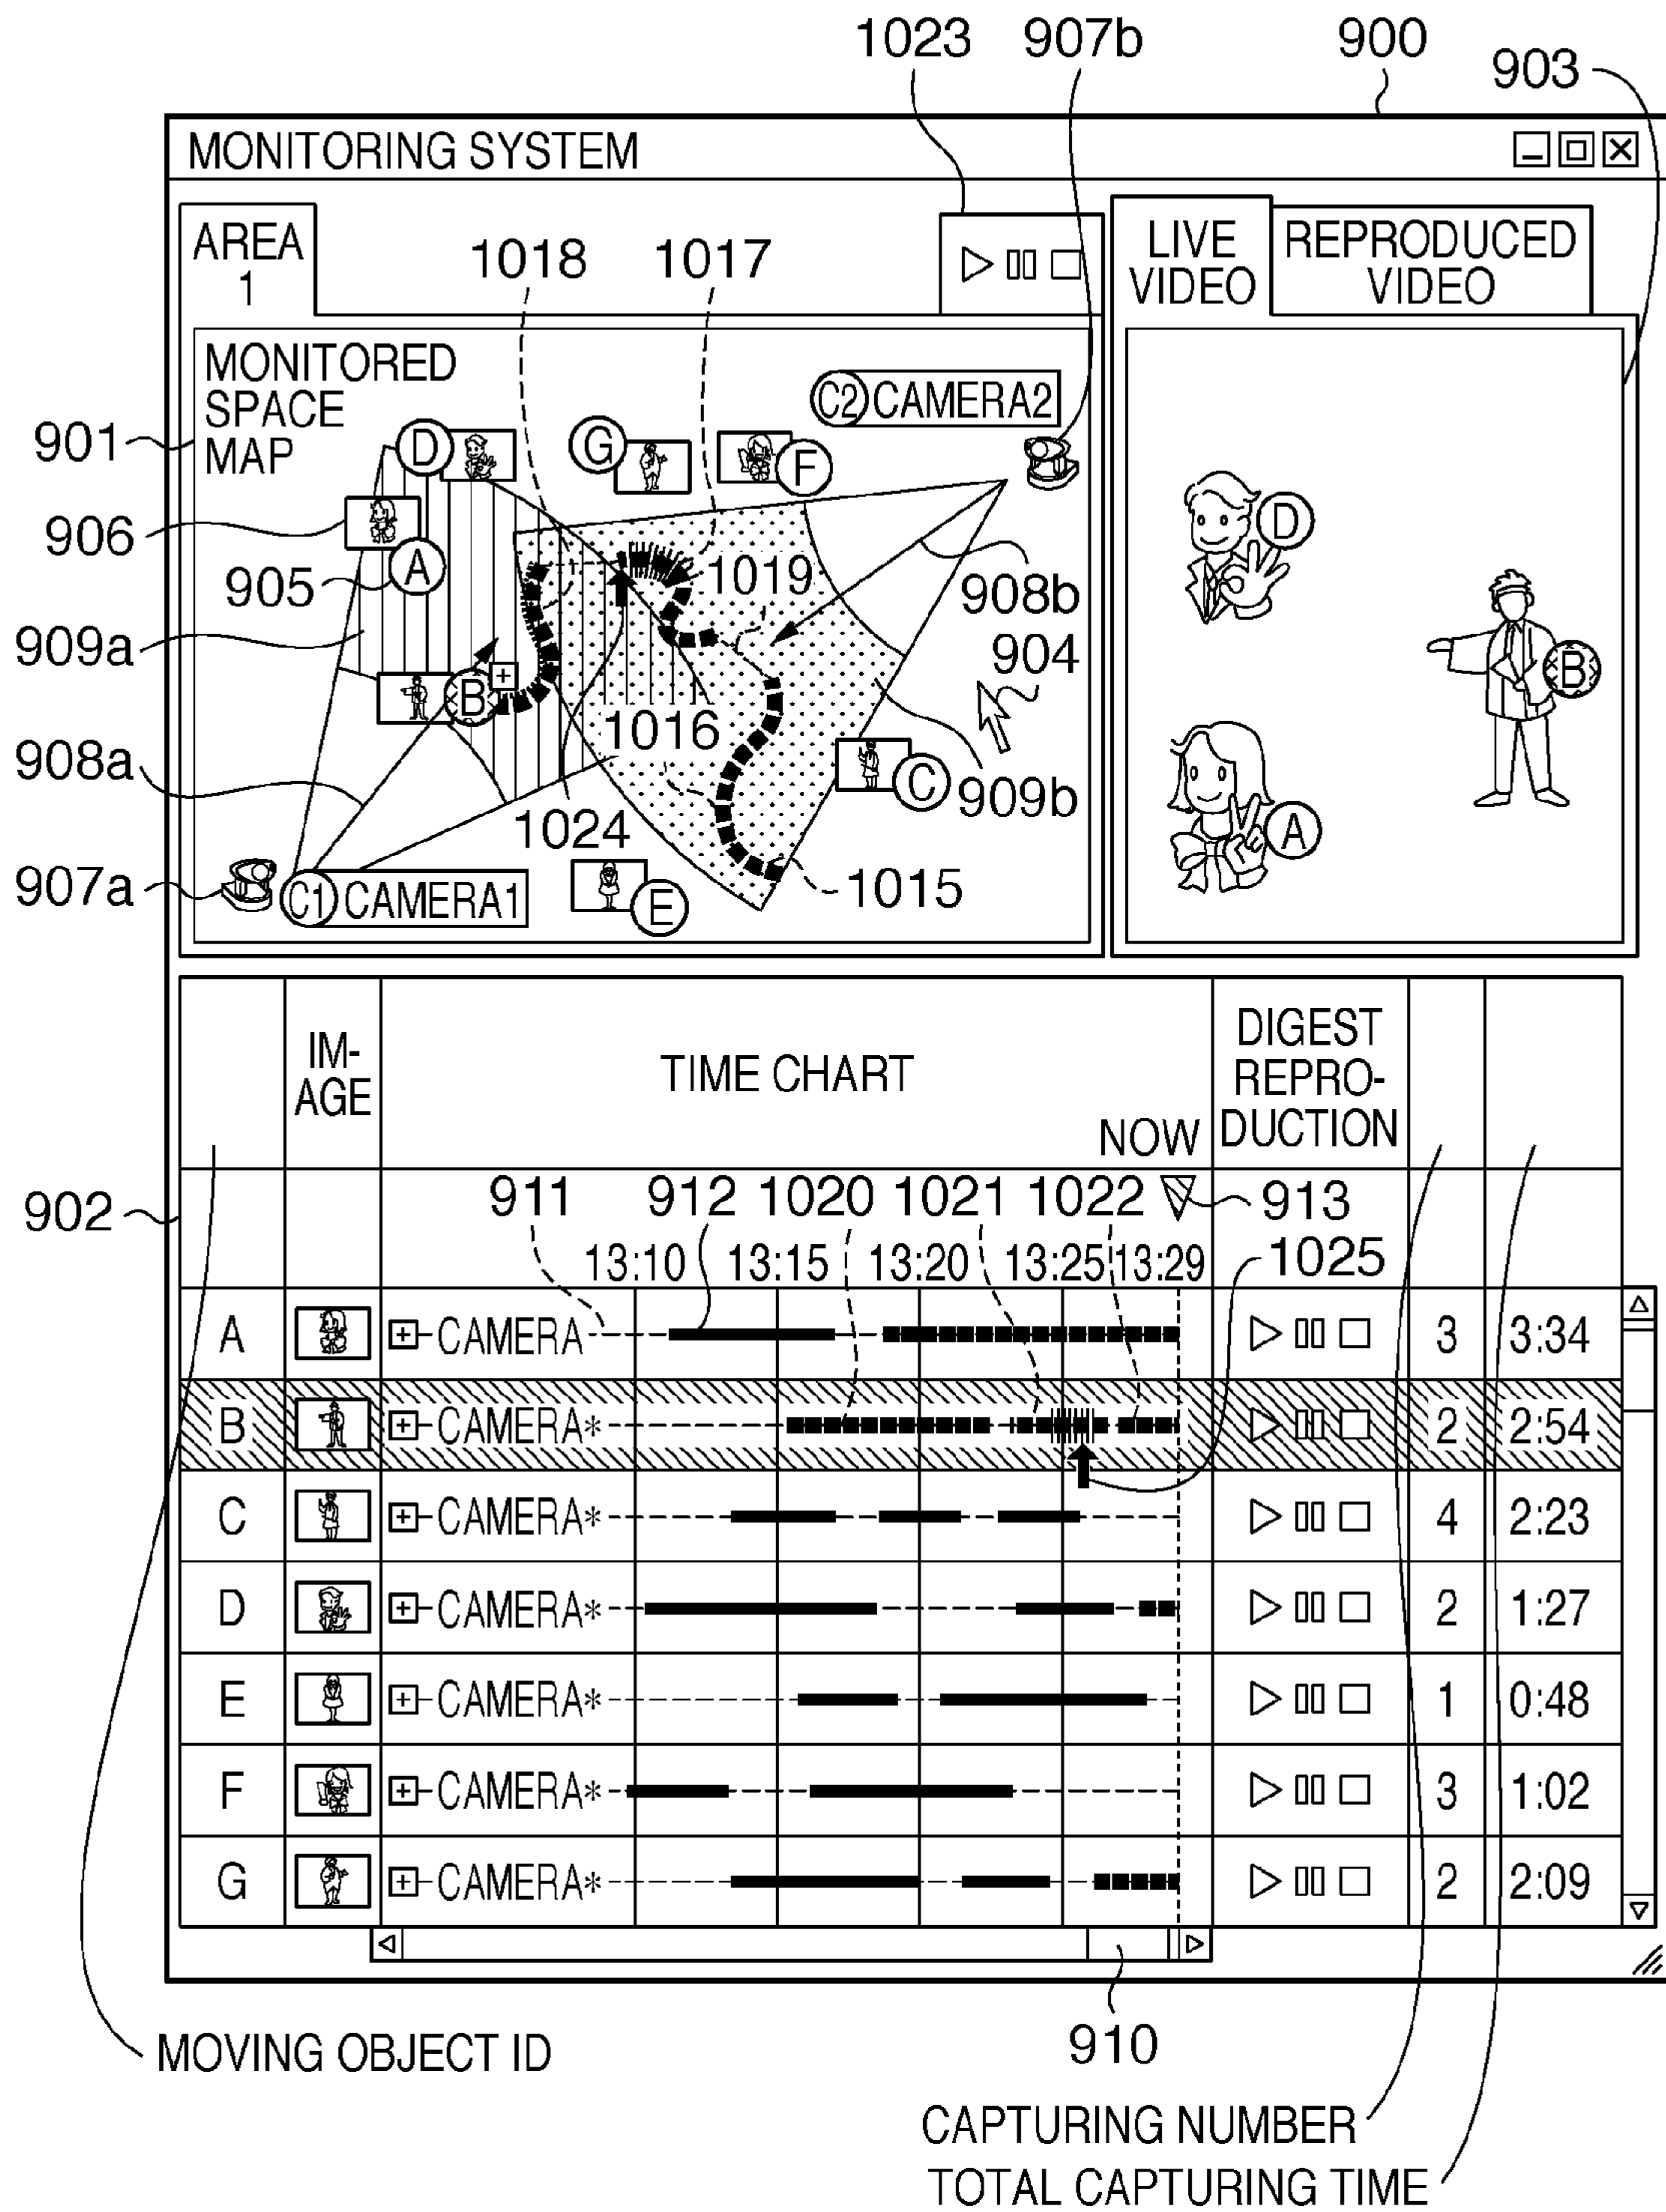 1023 907b 900 903
MONITORING SYSTEM
AREA
1
1018 1017
LIVE
VIDEO
REPRODUCED
VIDEO
MONITORED
SPACE
MAP
901
C2 CAMERA2
D G F
906
905 A
1019
908b
909a
904
B
1016
908a
C 909b
1024
907a
C1 CAMERA1
E
1015
D
B
A
IM-
AGE
TIME CHART
NOW
DIGEST
REPRO-
DUCTION
902
911 912 1020 1021 1022 913
13:10 13:15 13:20 13:25 13:29 1025
A CAMERA 3 3:34
B CAMERA* 2 2:54
C CAMERA* 4 2:23
D CAMERA* 2 1:27
E CAMERA* 1 0:48
F CAMERA* 3 1:02
G CAMERA* 2 2:09
MOVING OBJECT ID
910
CAPTURING NUMBER
TOTAL CAPTURING TIME